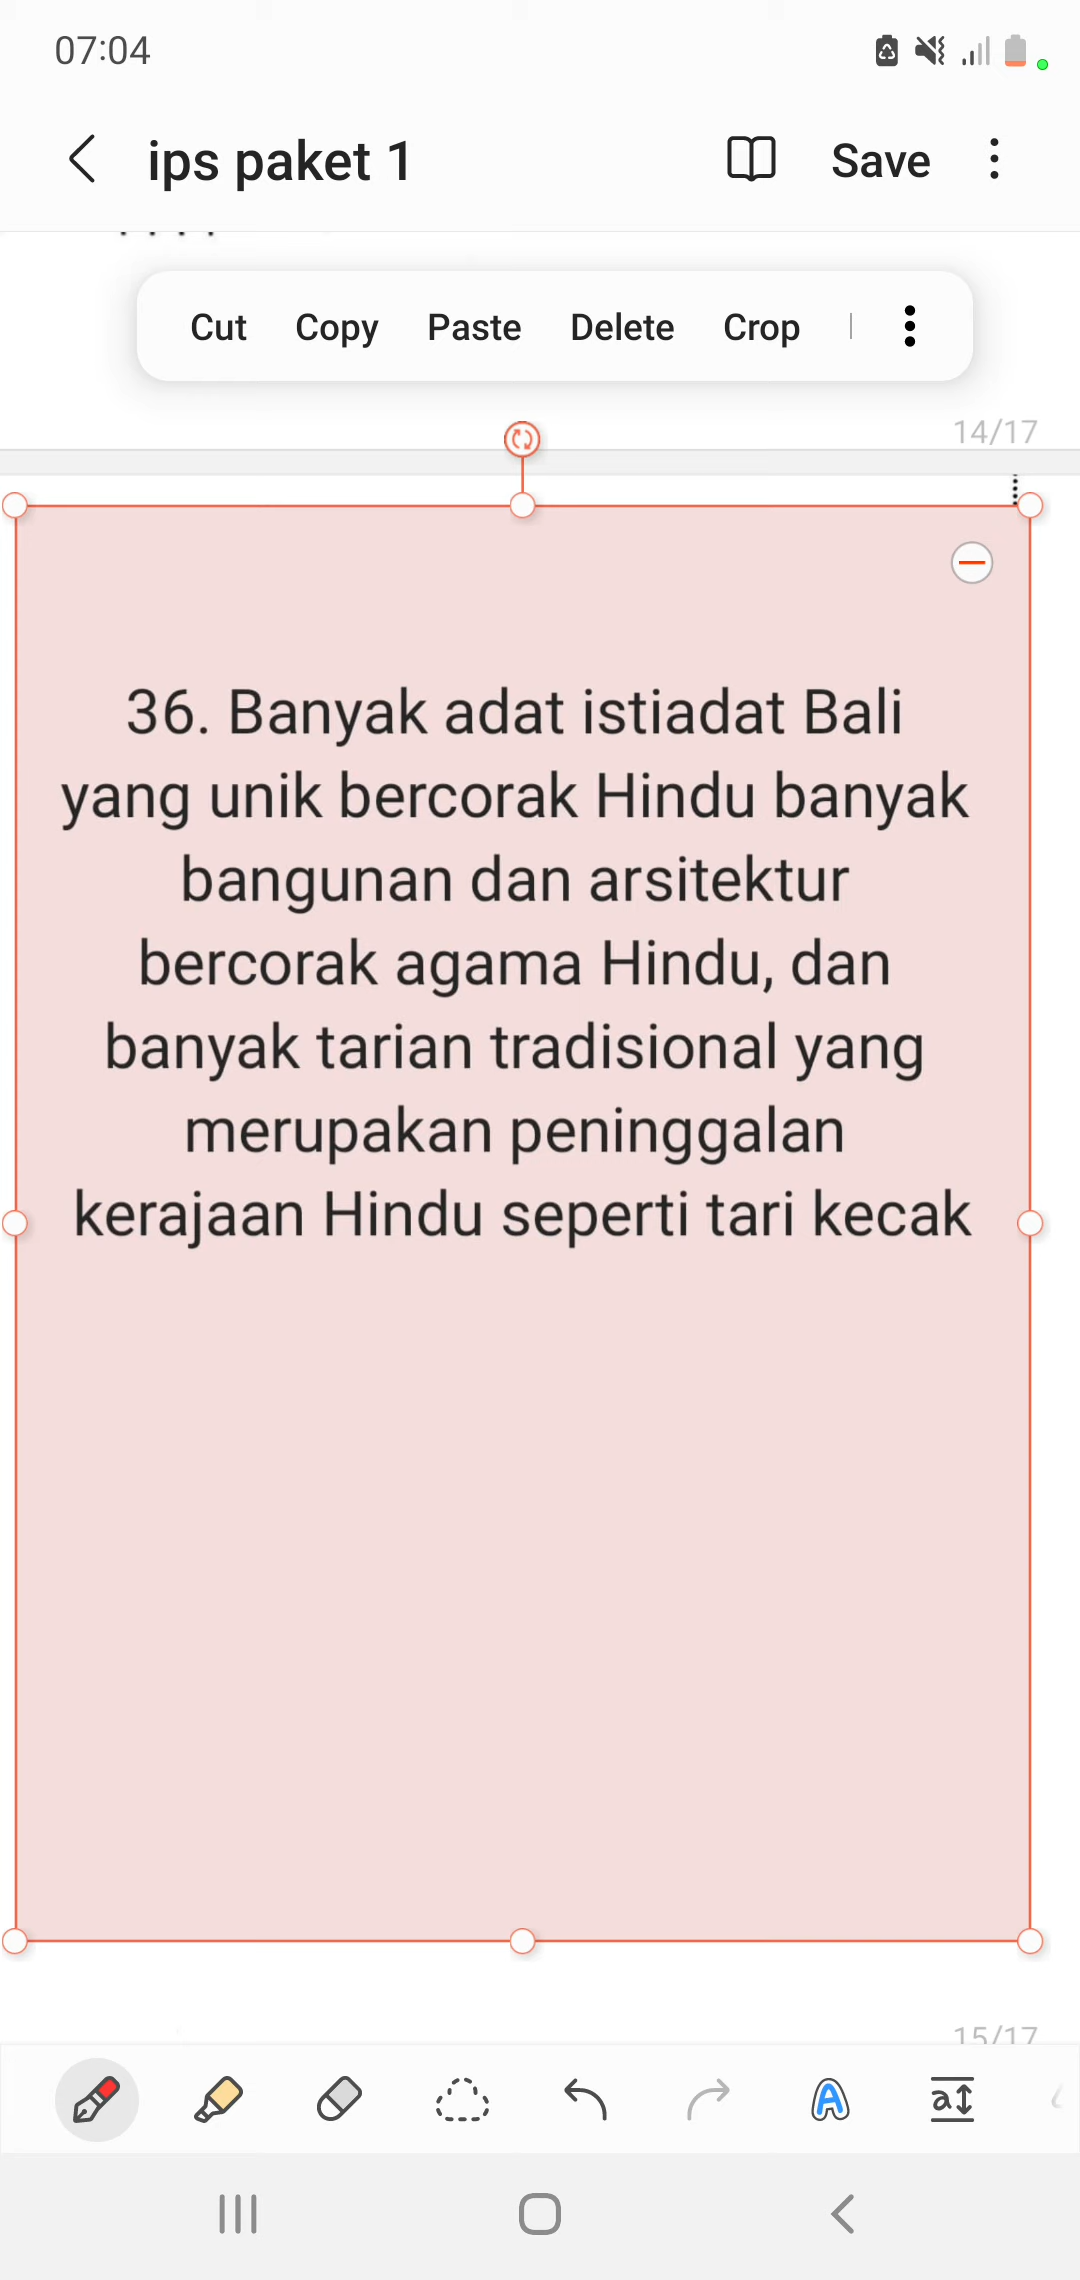 07:04
ips paket 1
Save
Cut Copy Paste Delete Crop
14/17
36. Banyak adat istiadat Bali
yang unik bercorak Hindu banyak
bangunan dan arsitektur
bercorak agama Hindu, dan
banyak tarian tradisional yang
merupakan peninggalan
kerajaan Hindu seperti tari kecak
15/17